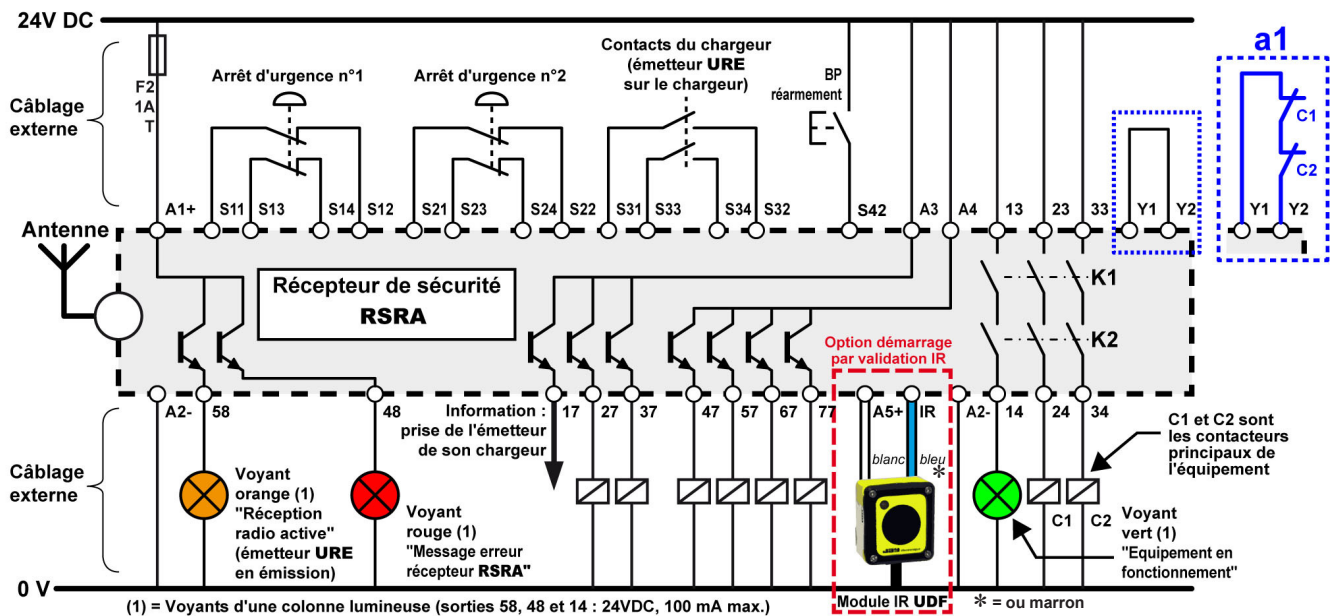 24V DC
a1
Câblage
externe
F2
1A
T
Arrêt d'urgence n°1
Arrêt d'urgence n°2
Contacts du chargeur
(émetteur URE
sur le chargeur)
BP
réarmement
C1
C2
A1+ S11 S13 S14 S12 S21 S23 S24 S22 S31 S33 S34 S32 S42 A3 A4 13 23 33 Y1 Y2
Y1 Y2
Antenne
Récepteur de sécurité
RSRA
K1
K2
Option démarrage
par validation IR
A2- 58 48 17 27 37 47 57 67 77 A5+ IR A2- 14 24 34
Information :
prise de l'émetteur
de son chargeur
Câblage
externe
Voyant
orange (1)
"Réception
radio active"
(émetteur URE
en émission)
Voyant
rouge (1)
"Message erreur
récepteur RSRA"
blanc bleu
*
C1 C2
C1 et C2 sont
les contacteurs
principaux de
l'équipement
Voyant
vert (1)
"Equipement en
fonctionnement"
0 V
(1) = Voyants d'une colonne lumineuse (sorties 58, 48 et 14 : 24VDC, 100 mA max.)
Module IR UDF
* = ou marron